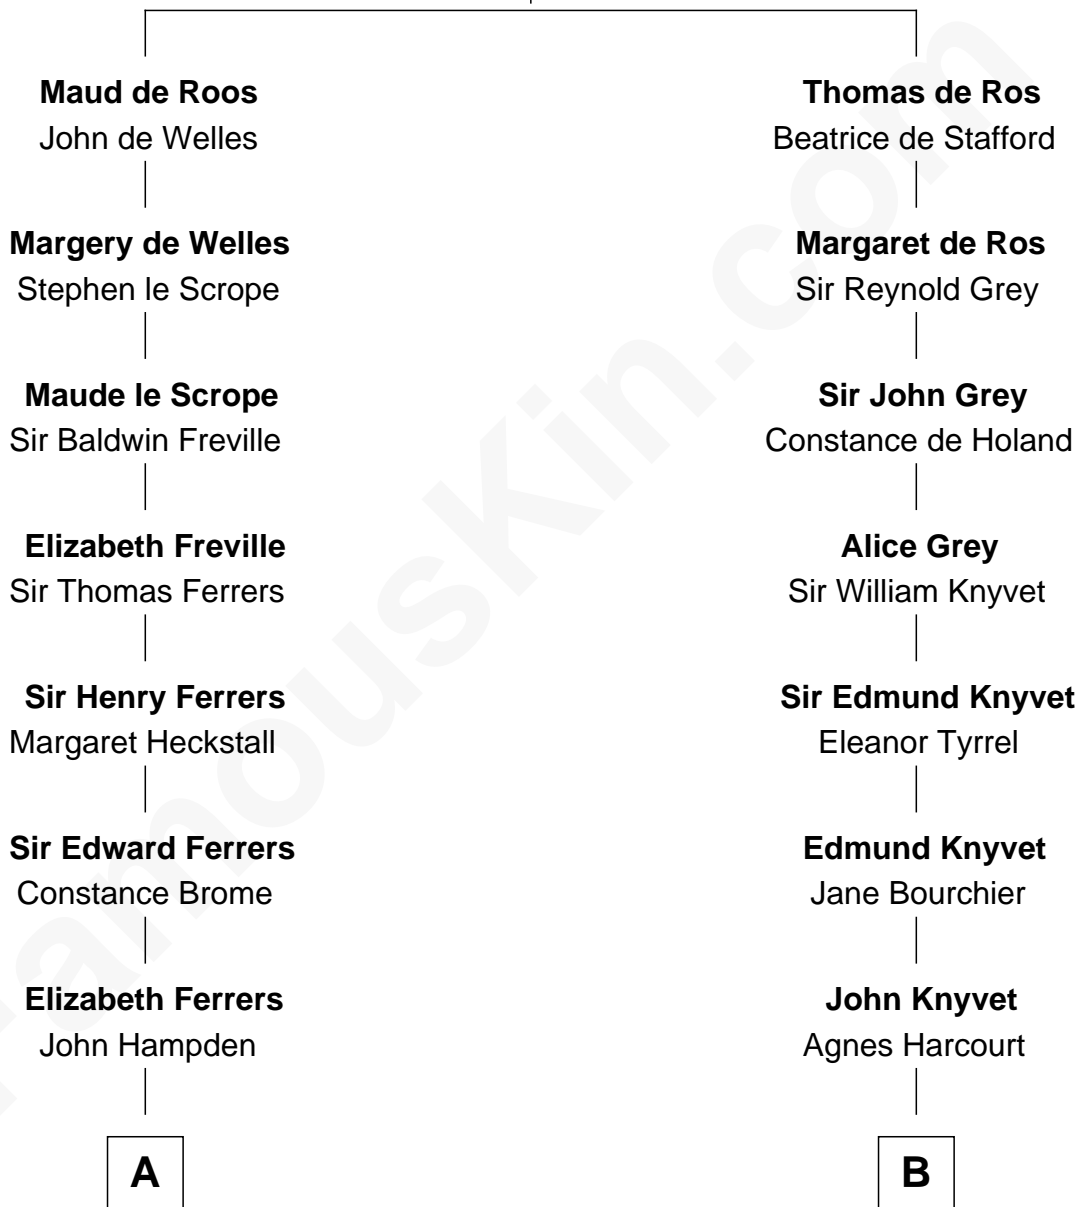 Maud de Roos
John de Welles
Margery de Welles
Stephen le Scrope
Maude le Scrope
Sir Baldwin Freville
Elizabeth Freville
Sir Thomas Ferrers
Sir Henry Ferrers
Margaret Heckstall
Sir Edward Ferrers
Constance Brome
Elizabeth Ferrers
John Hampden
A
Thomas de Ros
Beatrice de Stafford
Margaret de Ros
Sir Reynold Grey
Sir John Grey
Constance de Holand
Alice Grey
Sir William Knyvet
Sir Edmund Knyvet
Eleanor Tyrrel
Edmund Knyvet
Jane Bourchier
John Knyvet
Agnes Harcourt
B
FamousKin.com